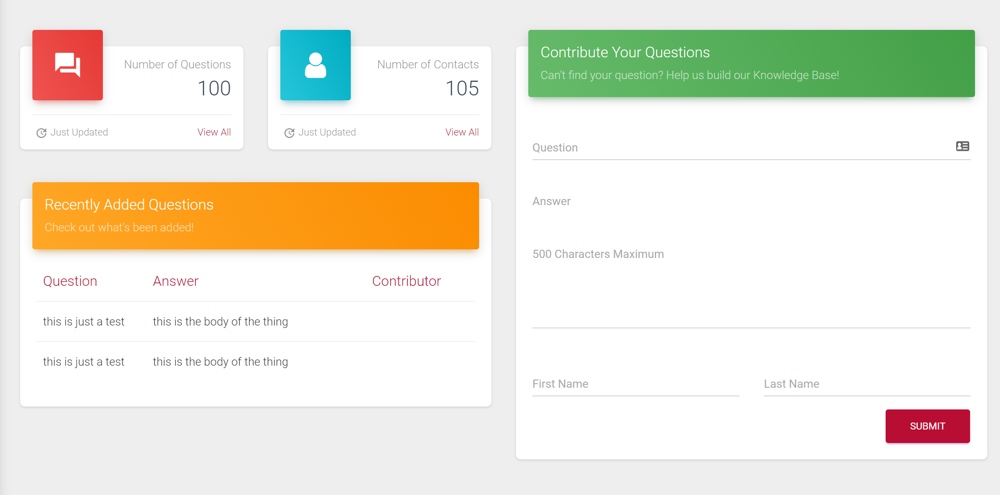 Number of Questions
100
Just Updated
View All
Number of Contacts
105
Just Updated
View All
Recently Added Questions
Check out what's been added!
Question Answer Contributor
this is just a test this is the body of the thing
this is just a test this is the body of the thing
Contribute Your Questions
Can't find your question? Help us build our Knowledge Base!
Question
Answer
500 Characters Maximum
First Name Last Name
SUBMIT